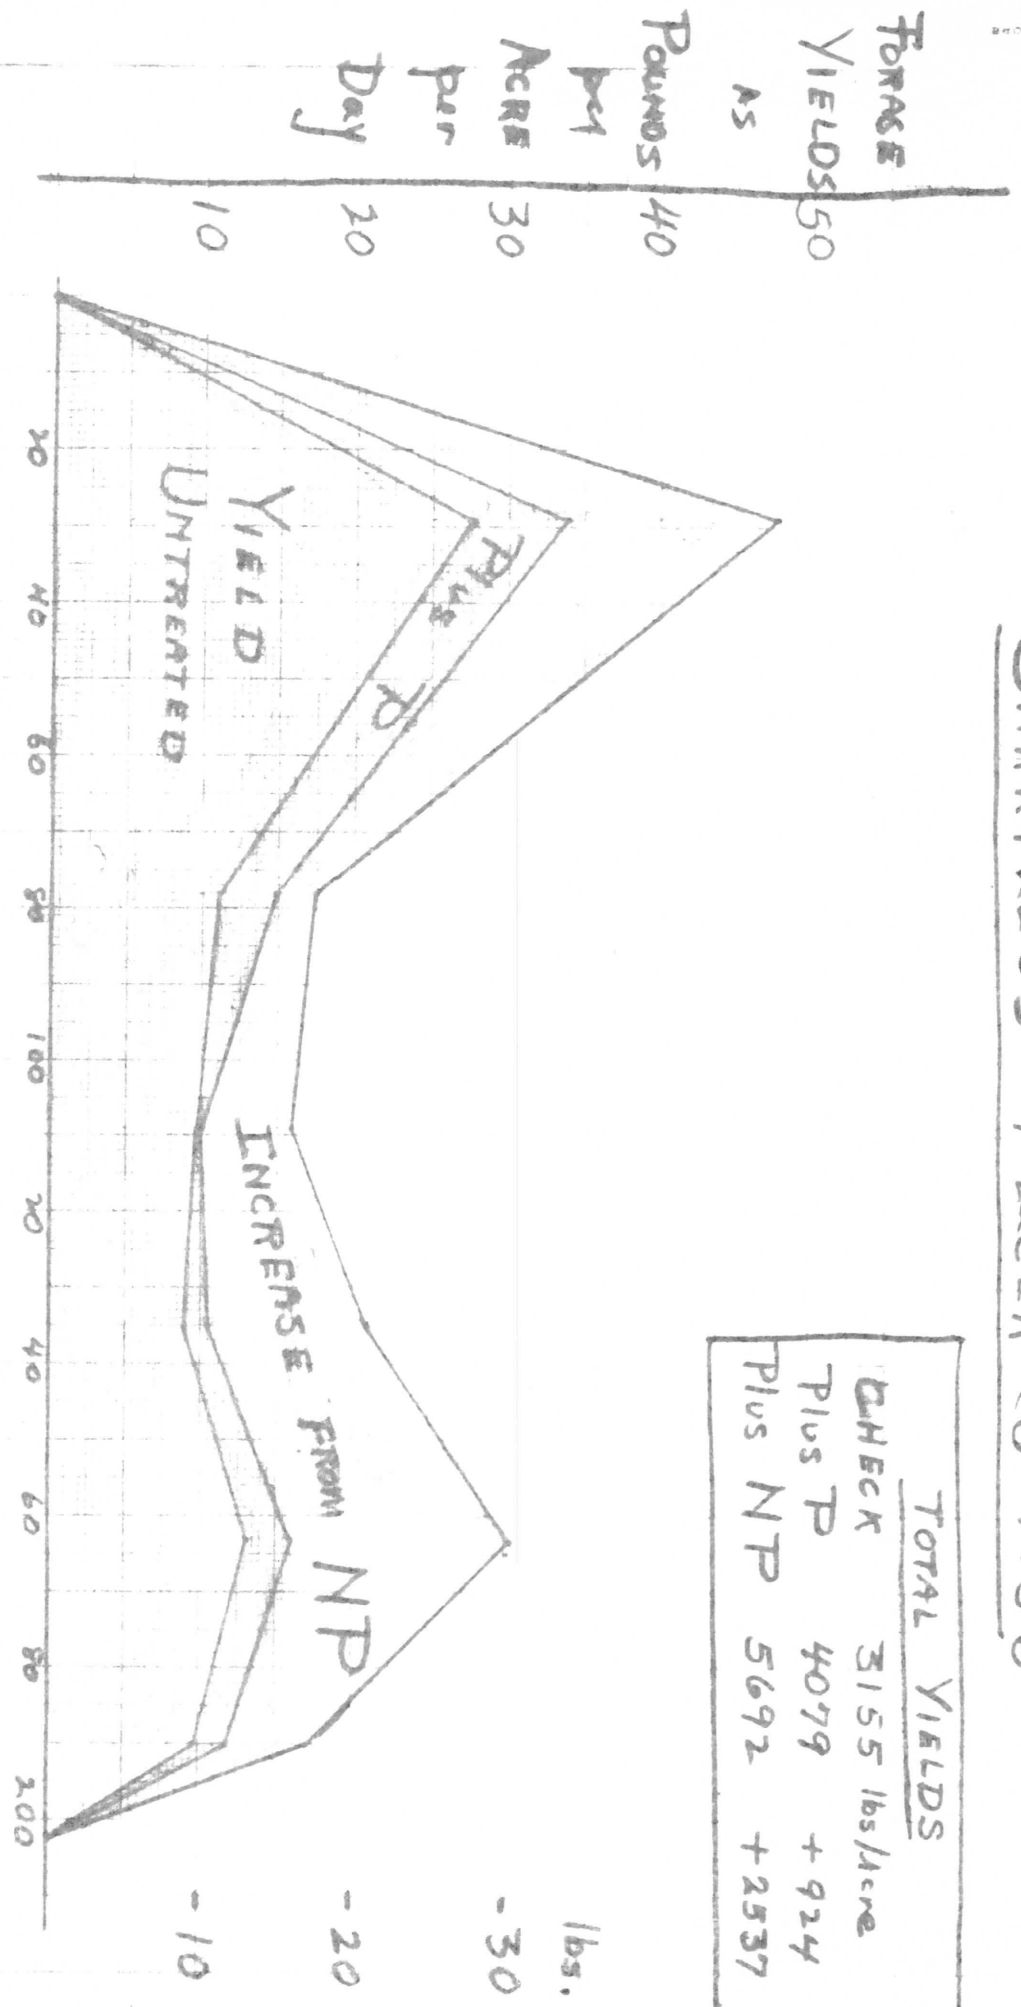 FORAGE
YIELDS
AS
POUNDS
per
ACRE
per
Day
50
40
30
20
10
TOTAL YIELDS
CHECK 3155 lbs/Acre
Plus P 4079 +924
Plus NP 5692 +2537
Plus
P
YIELD
UNTREATED
INCREASE FROM NP
lbs.
-30
-20
-10
20 40 60 80 100 20 40 60 80 200